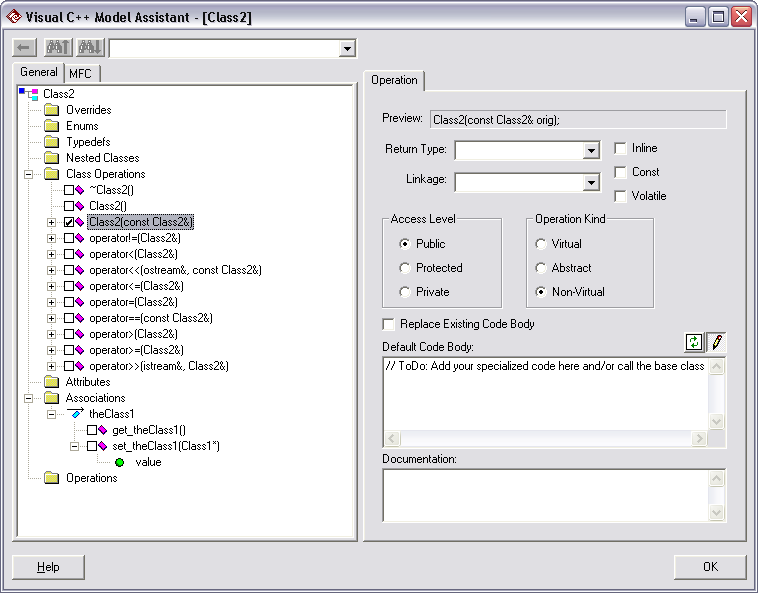 Visual C++ Model Assistant - [Class2]
General
MFC
Class2
Overrides
Enums
Typedefs
Nested Classes
Class Operations
~Class2()
Class2()
Class2(const Class2&)
operator!=(Class2&)
operator<(Class2&)
operator<<(ostream&, const Class2&)
operator<=(Class2&)
operator=(Class2&)
operator==(const Class2&)
operator>(Class2&)
operator>=(Class2&)
operator>>(istream&, Class2&)
Attributes
Associations
theClass1
get_theClass1()
set_theClass1(Class1*)
value
Operations
Operation
Preview: Class2(const Class2& orig);
Return Type:
Inline
Linkage:
Const
Volatile
Access Level
Public
Protected
Private
Operation Kind
Virtual
Abstract
Non-Virtual
Replace Existing Code Body
Default Code Body:
// ToDo: Add your specialized code here and/or call the base class
Documentation:
Help
OK